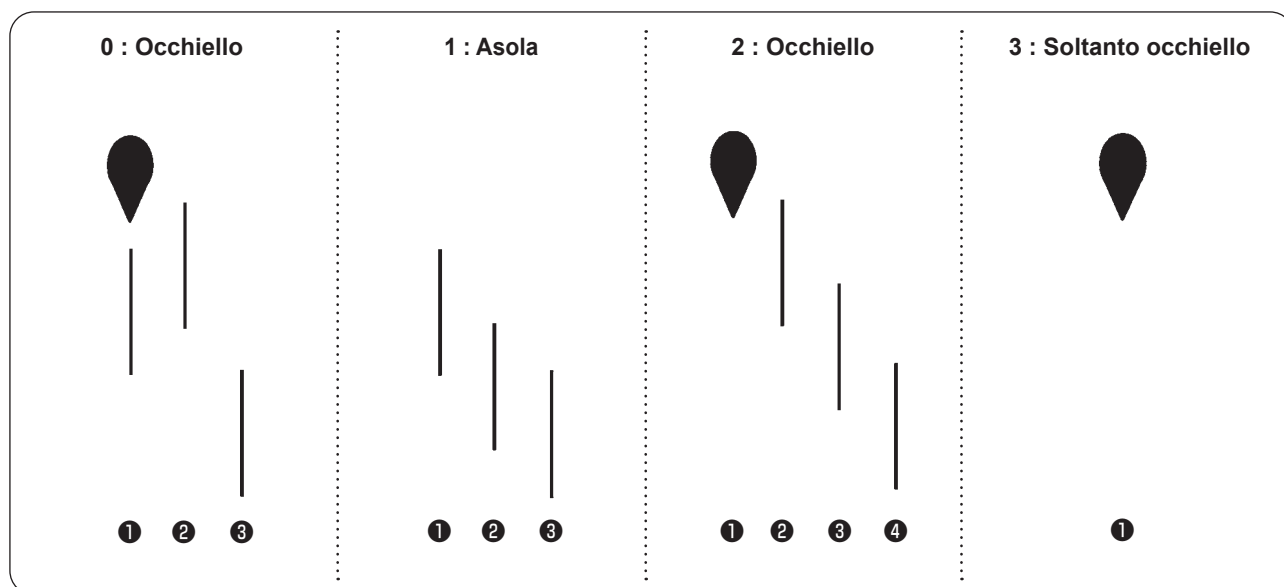 0 : Occhiello
1 : Asola
2 : Occhiello
3 : Soltanto occhiello
❶ ❷ ❸
❶ ❷ ❸
❶ ❷ ❸ ❹
❶